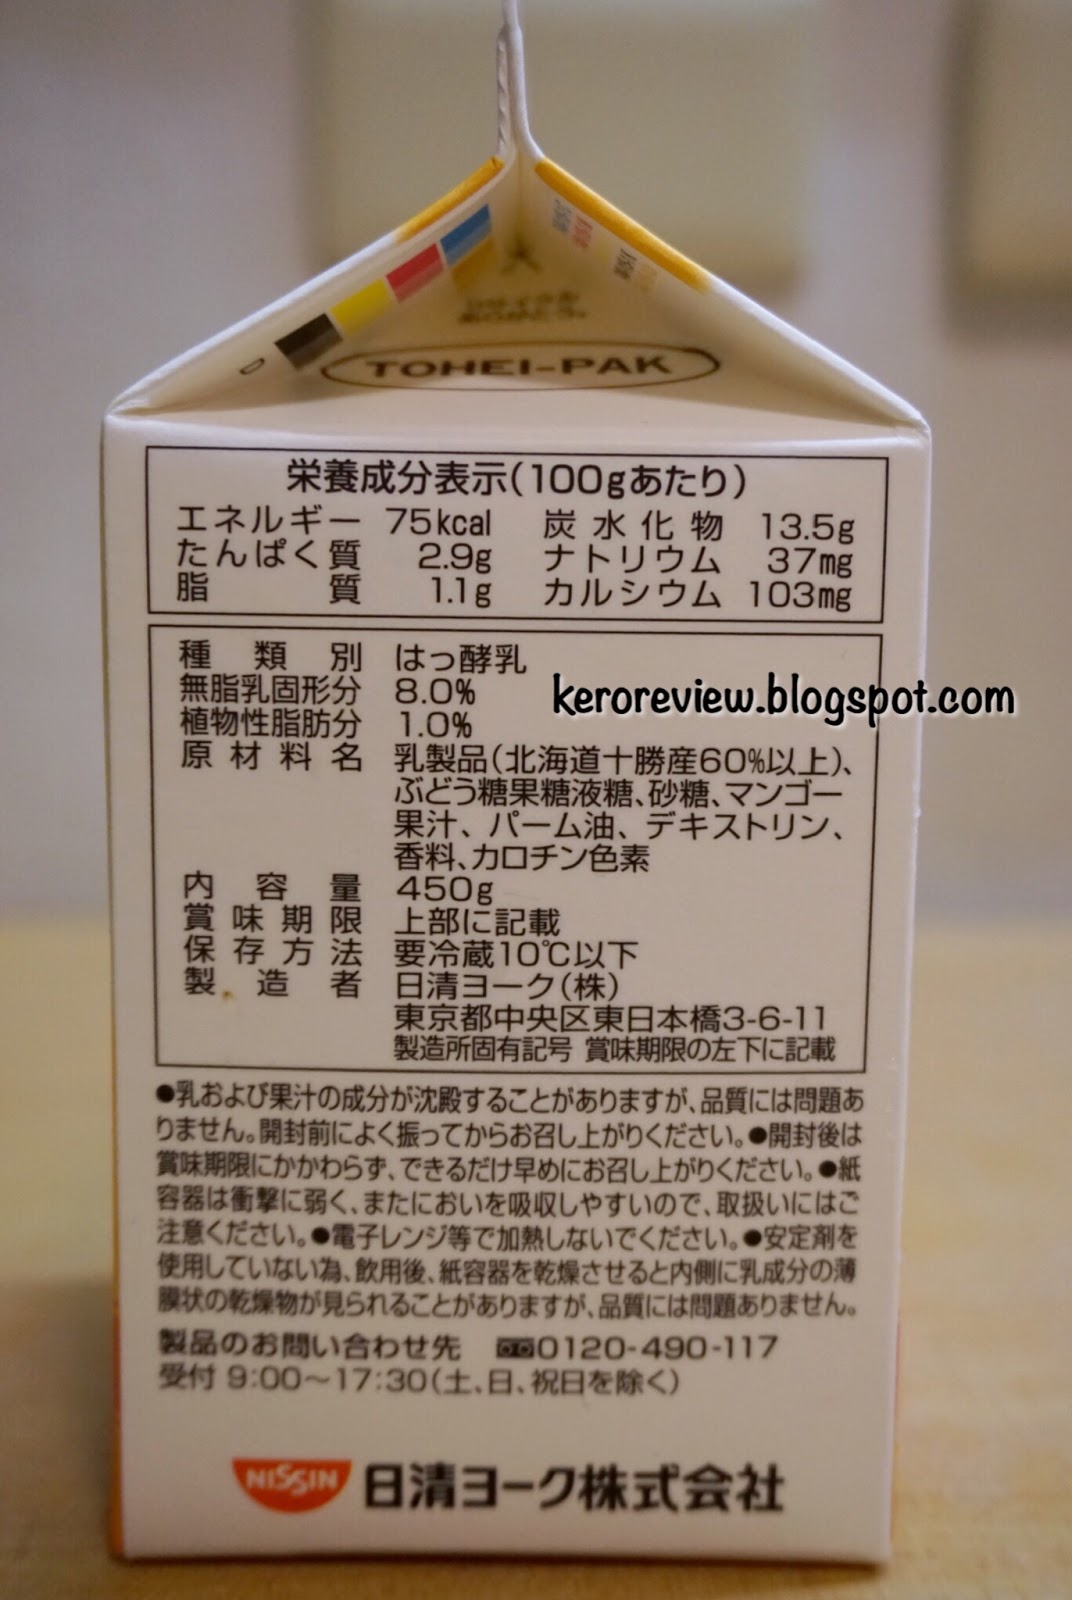 D
TOHEI-PAK
栄養成分表示(100gあたり)
エネルギー 75kcal 炭水化物 13.5g
たんぱく質 2.9g ナトリウム 37mg
脂質 1.1g カルシウム 103mg
種類別 はっ酵乳
無脂乳固形分 8.0%
植物性脂肪分 1.0%
原材料名 乳製品(北海道十勝産60%以上)、
ぶどう糖果糖液糖、砂糖、マンゴー
果汁、パーム油、デキストリン、
香料、カロチン色素
内容量 450g
賞味期限 上部に記載
保存方法 要冷蔵10℃以下
製造者 日清ヨーク(株)
東京都中央区東日本橋3-6-11
製造所固有記号 賞味期限の左下に記載
keroreview.blogspot.com
●乳および果汁の成分が沈殿することがありますが、品質には問題あ
りません。開封前によく振ってからお召し上がりください。●開封後は
賞味期限にかかわらず、できるだけ早めにお召し上がりください。●紙
容器は衝撃に弱く、またにおいを吸収しやすいので、取扱いにはご
注意ください。●電子レンジ等で加熱しないでください。●安定剤を
使用していない為、飲用後、紙容器を乾燥させると内側に乳成分の薄
膜状の乾燥物が見られることがありますが、品質には問題ありません。
製品のお問い合わせ先 0120-490-117
受付 9:00～17:30(土、日、祝日を除く)
NISSIN 日清ヨーク株式会社